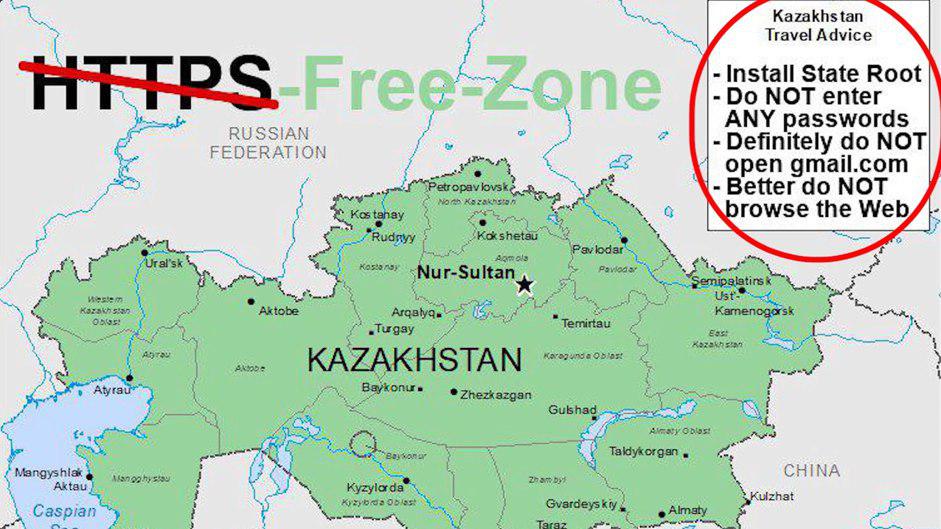 HTTPS-Free-Zone
Kazakhstan
Travel Advice
- Install State Root
- Do NOT enter
ANY passwords
- Definitely do NOT
open gmail.com
- Better do NOT
browse the Web
RUSSIAN
FEDERATION
Petropavlovsk
North Kazakhstan
Kostanay
Rudnyy
Kokshetau
Kostanay
Aqmola
Pavlodar
Pavlodar
Nur-Sultan
Ural'sk
Semipalatinsk
Ust'-
Kamenogorsk
Western
Kazakhstan
Oblast
Aktobe
Arqalyq
Turgay
Temirtau
East
Kazakhstan
Atyrau
Aktobe
KAZAKHSTAN
Karagunda Oblast
Atyrau
Baykonur
Zhezkazgan
Gulshad
Almaty Oblast
Taldykorgan
Baykonur
CHINA
Mangyshlak
Aktau
Mangghystau
Kyzylorda
Kyzylorda Oblast
Zhambyl
Kulzhat
Gvardeyskiy
Almaty
Caspian
Taraz